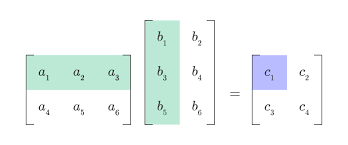 a₁ a₂ a₃
a₄ a₅ a₆
b₁ b₂
b₃ b₄
b₅ b₆
=
c₁ c₂
c₃ c₄